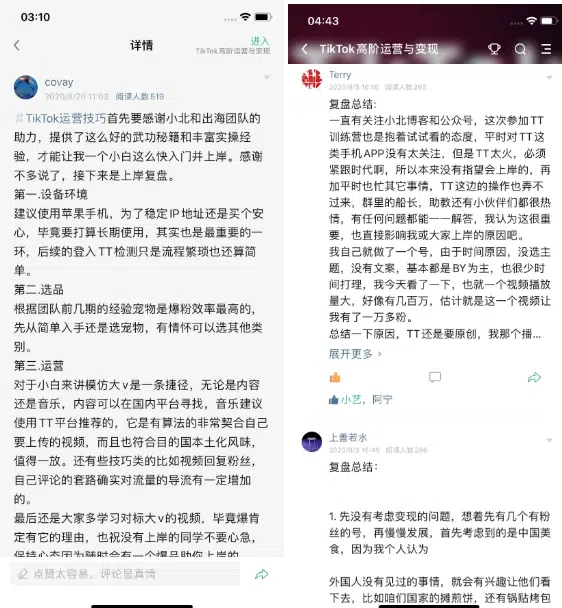 03:10
详情
进入
TikTok高阶运营与变现
covay
2020/8/20 11:03 阅读人数519
#TikTok运营技巧首先要感谢小北和出海团队的
助力，提供了这么好的武功秘籍和丰富实操经
验，才能让我一个小白这么快入门并上岸。感谢
不多说了，接下来是上岸复盘。
第一.设备环境
建议使用苹果手机，为了稳定IP地址还是买个安
心，毕竟要打算长期使用，其实也是最重要的一
环，后续的登入TT检测只是流程繁琐也还算简
单。
第二.选品
根据团队前几期的经验宠物是爆粉效率最高的，
先从简单入手还是选宠物，有情怀可以选其他类
别。
第三.运营
对于小白来讲模仿大v是一条捷径，无论是内容
还是音乐，内容可以在国内平台寻找，音乐建议
使用TT平台推荐的，它是有算法的非常契合自己
要上传的视频，而且也符合目的国本土化风味，
值得一放。还有些技巧类的比如视频回复粉丝，
自己评论的套路确实对流量的导流有一定增加
的。
最后还是大家多学习对标大v的视频，毕竟爆肯
定有它的理由，也祝没有上岸的同学不要心急，
保持心态因为随时会有一个爆品助你上岸的
点赞太容易，评论显真情
04:43
TikTok高阶运营与变现
Terry
2020/9/3 16:16 阅读人数292
复盘总结：
一直有关注小北博客和公众号，这次参加TT
训练营也是抱着试试看的态度，平时对TT这
类手机APP没有太关注，但是TT太火，必须
紧跟时代啊，所以本来没有指望会上岸的，再
加平时也忙其它事情，TT这边的操作也弄不
过来，群里的船长，助教还有小伙伴们都很热
情，有任何问题都能一一解答，我认为这很重
要，也直接影响我或大家上岸的原因吧。
我自己就做了一个号，由于时间原因，没选主
题，没有文案，基本都是BY为主，也很少时
间打理，我今天看了一下，也就一个视频播放
量大，好像有几百万，估计就是这一个视频让
我有了一万多粉。
总结一下原因，TT还是要原创，我那个播...
展开更多 >
小艺，阿宁
上善若水
2020/9/3 15:45 阅读人数286
复盘总结：
1. 先没有考虑变现的问题，想着先有几个有粉
丝的号，再慢慢发展，首先考虑到的是中国美
食，因为我个人认为
外国人没有见过的事情，就会有兴趣让他们看
下去，比如咱们国家的摊煎饼，还有锅贴烤包